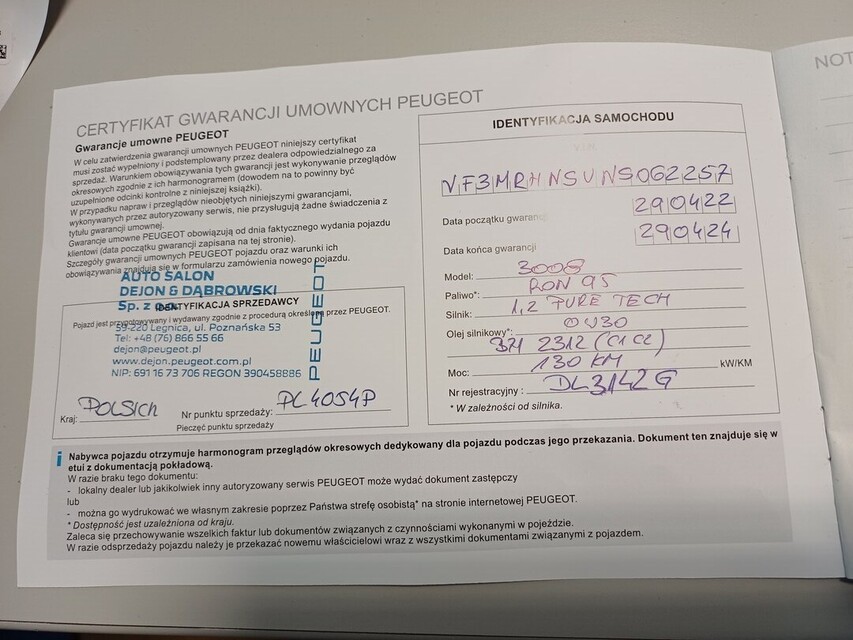 NOT
CERTYFIKAT GWARANCJI UMOWNYCH PEUGEOT
Gwarancje umowne PEUGEOT
W celu zatwierdzenia gwarancji umownych PEUGEOT niniejszy certyfikat
musi zostać wypełniony i podstemplowany przez dealera odpowiedzialnego za
sprzedaż. Warunkiem obowiązywania tych gwarancji jest wykonywanie przeglądów
okresowych zgodnie z ich harmonogramem (dowodem na to powinny być
uzupełnione odcinki kontrolne z niniejszej książki).
W przypadku napraw i przeglądów nieobjętych niniejszymi gwarancjami,
wykonywanych przez autoryzowany serwis, nie przysługują żadne świadczenia z
tytułu gwarancji umownej.
Gwarancje umowne PEUGEOT obowiązują od dnia faktycznego wydania pojazdu
klientowi (data początku gwarancji zapisana na tej stronie).
Szczegóły gwarancji umownych PEUGEOT pojazdu oraz warunki ich
obowiązywania znajdują się w formularzu zamówienia nowego pojazdu.
AUTO SALON
DEJON & DĄBROWSKI
Sp. z o.o.
IDENTYFIKACJA SPRZEDAWCY
Pojazd jest przygotowywany i wydawany zgodnie z procedurą określoną przez PEUGEOT.
59-220 Legnica, ul. Poznańska 53
Tel: +48 (76) 866 55 66
dejon@peugeot.pl
www.dejon.peugeot.com.pl
NIP: 691 16 73 706 REGON 390458886
PEUGEOT
Kraj: POLSICH Nr punktu sprzedaży: PL4054P
Pieczęć punktu sprzedaży
IDENTYFIKACJA SAMOCHODU
VIN
VF3MRHNSUNS062257
Data początku gwarancji 290422
Data końca gwarancji 290424
Model: 3008
Paliwo*: RON 95
Silnik: 1,2 PURE TECH
Olej silnikowy*: 0W30
B71 2312 (C1 C2)
Moc: 130 KM kW/KM
Nr rejestracyjny: DL3142G
* W zależności od silnika.
i Nabywca pojazdu otrzymuje harmonogram przeglądów okresowych dedykowany dla pojazdu podczas jego przekazania. Dokument ten znajduje się w
etui z dokumentacją pokładową.
W razie braku tego dokumentu:
- lokalny dealer lub jakikolwiek inny autoryzowany serwis PEUGEOT może wydać dokument zastępczy
lub
- można go wydrukować we własnym zakresie poprzez Państwa strefę osobistą* na stronie internetowej PEUGEOT.
* Dostępność jest uzależniona od kraju.
Zaleca się przechowywanie wszelkich faktur lub dokumentów związanych z czynnościami wykonanymi w pojeździe.
W razie odsprzedaży pojazdu należy je przekazać nowemu właścicielowi wraz z wszystkimi dokumentami związanymi z pojazdem.